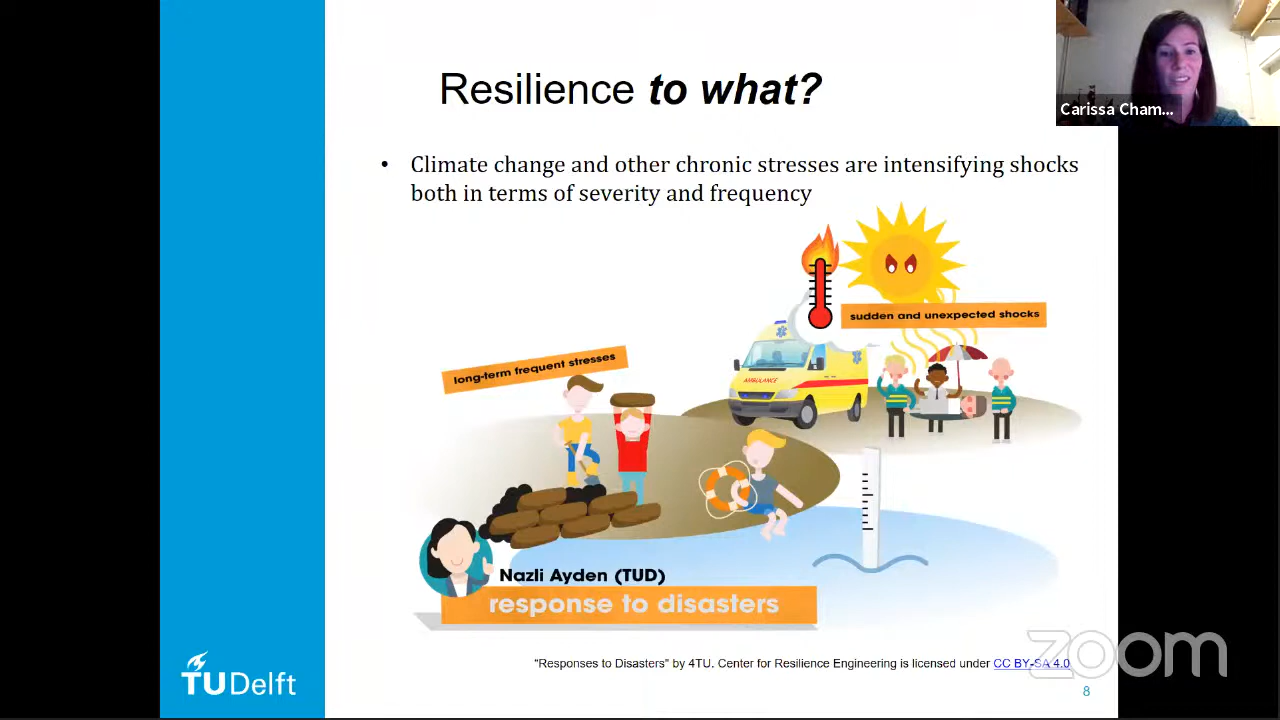 Resilience to what?
Carissa Cham...
• Climate change and other chronic stresses are intensifying shocks
both in terms of severity and frequency
sudden and unexpected shocks
long-term frequent stresses
AMBULANCE
Nazli Ayden (TUD)
response to disasters
"Responses to Disasters" by 4TU. Center for Resilience Engineering is licensed under CC BY-SA 4.0
zoom
TUDelft
8